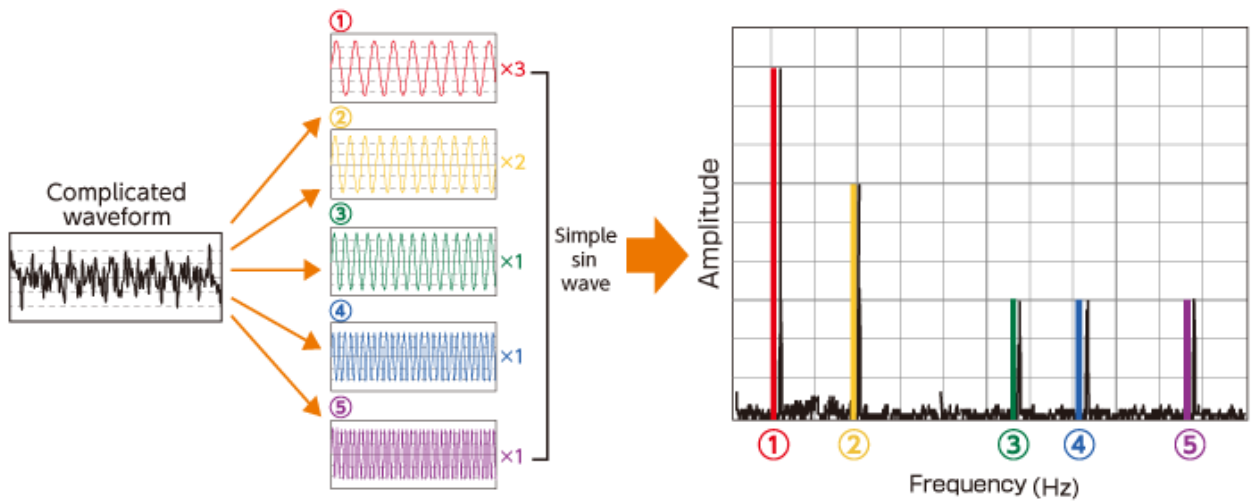 Complicated
waveform
①
×3
②
×2
③
×1
④
×1
⑤
×1
Simple
sin
wave
Amplitude
① ② ③ ④ ⑤
Frequency (Hz)